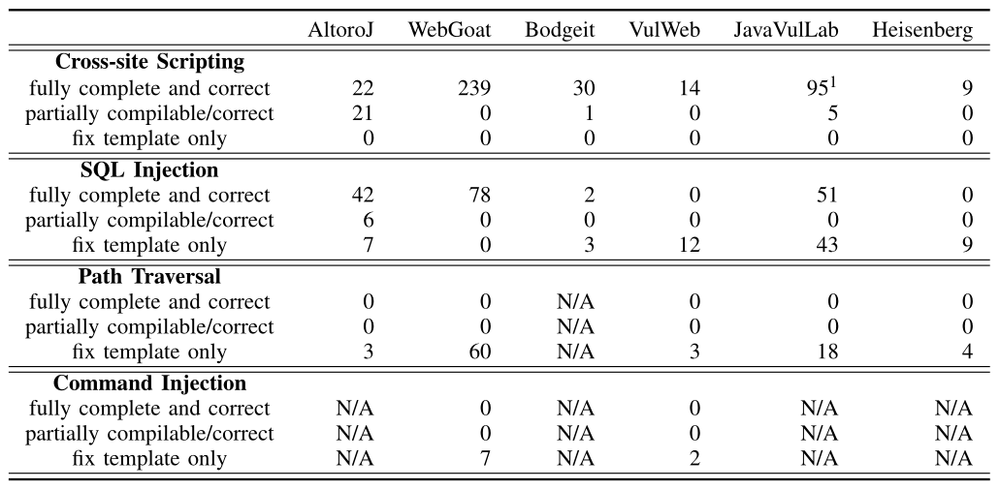 AltoroJ WebGoat Bodgeit VulWeb JavaVulLab Heisenberg
Cross-site Scripting
fully complete and correct 22 239 30 14 95¹ 9
partially compilable/correct 21 0 1 0 5 0
fix template only 0 0 0 0 0 0
SQL Injection
fully complete and correct 42 78 2 0 51 0
partially compilable/correct 6 0 0 0 0 0
fix template only 7 0 3 12 43 9
Path Traversal
fully complete and correct 0 0 N/A 0 0 0
partially compilable/correct 0 0 N/A 0 0 0
fix template only 3 60 N/A 3 18 4
Command Injection
fully complete and correct N/A 0 N/A 0 N/A N/A
partially compilable/correct N/A 0 N/A 0 N/A N/A
fix template only N/A 7 N/A 2 N/A N/A